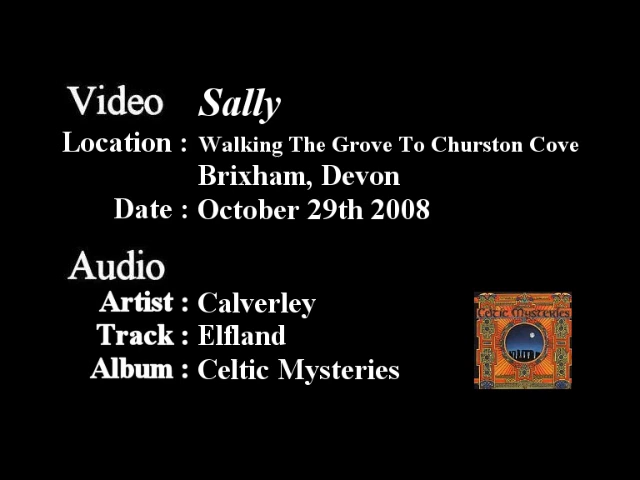 Video Sally
Location : Walking The Grove To Churston Cove
Brixham, Devon
Date : October 29th 2008
Audio
Artist : Calverley
Track : Elfland
Album : Celtic Mysteries
Celtic Mysteries